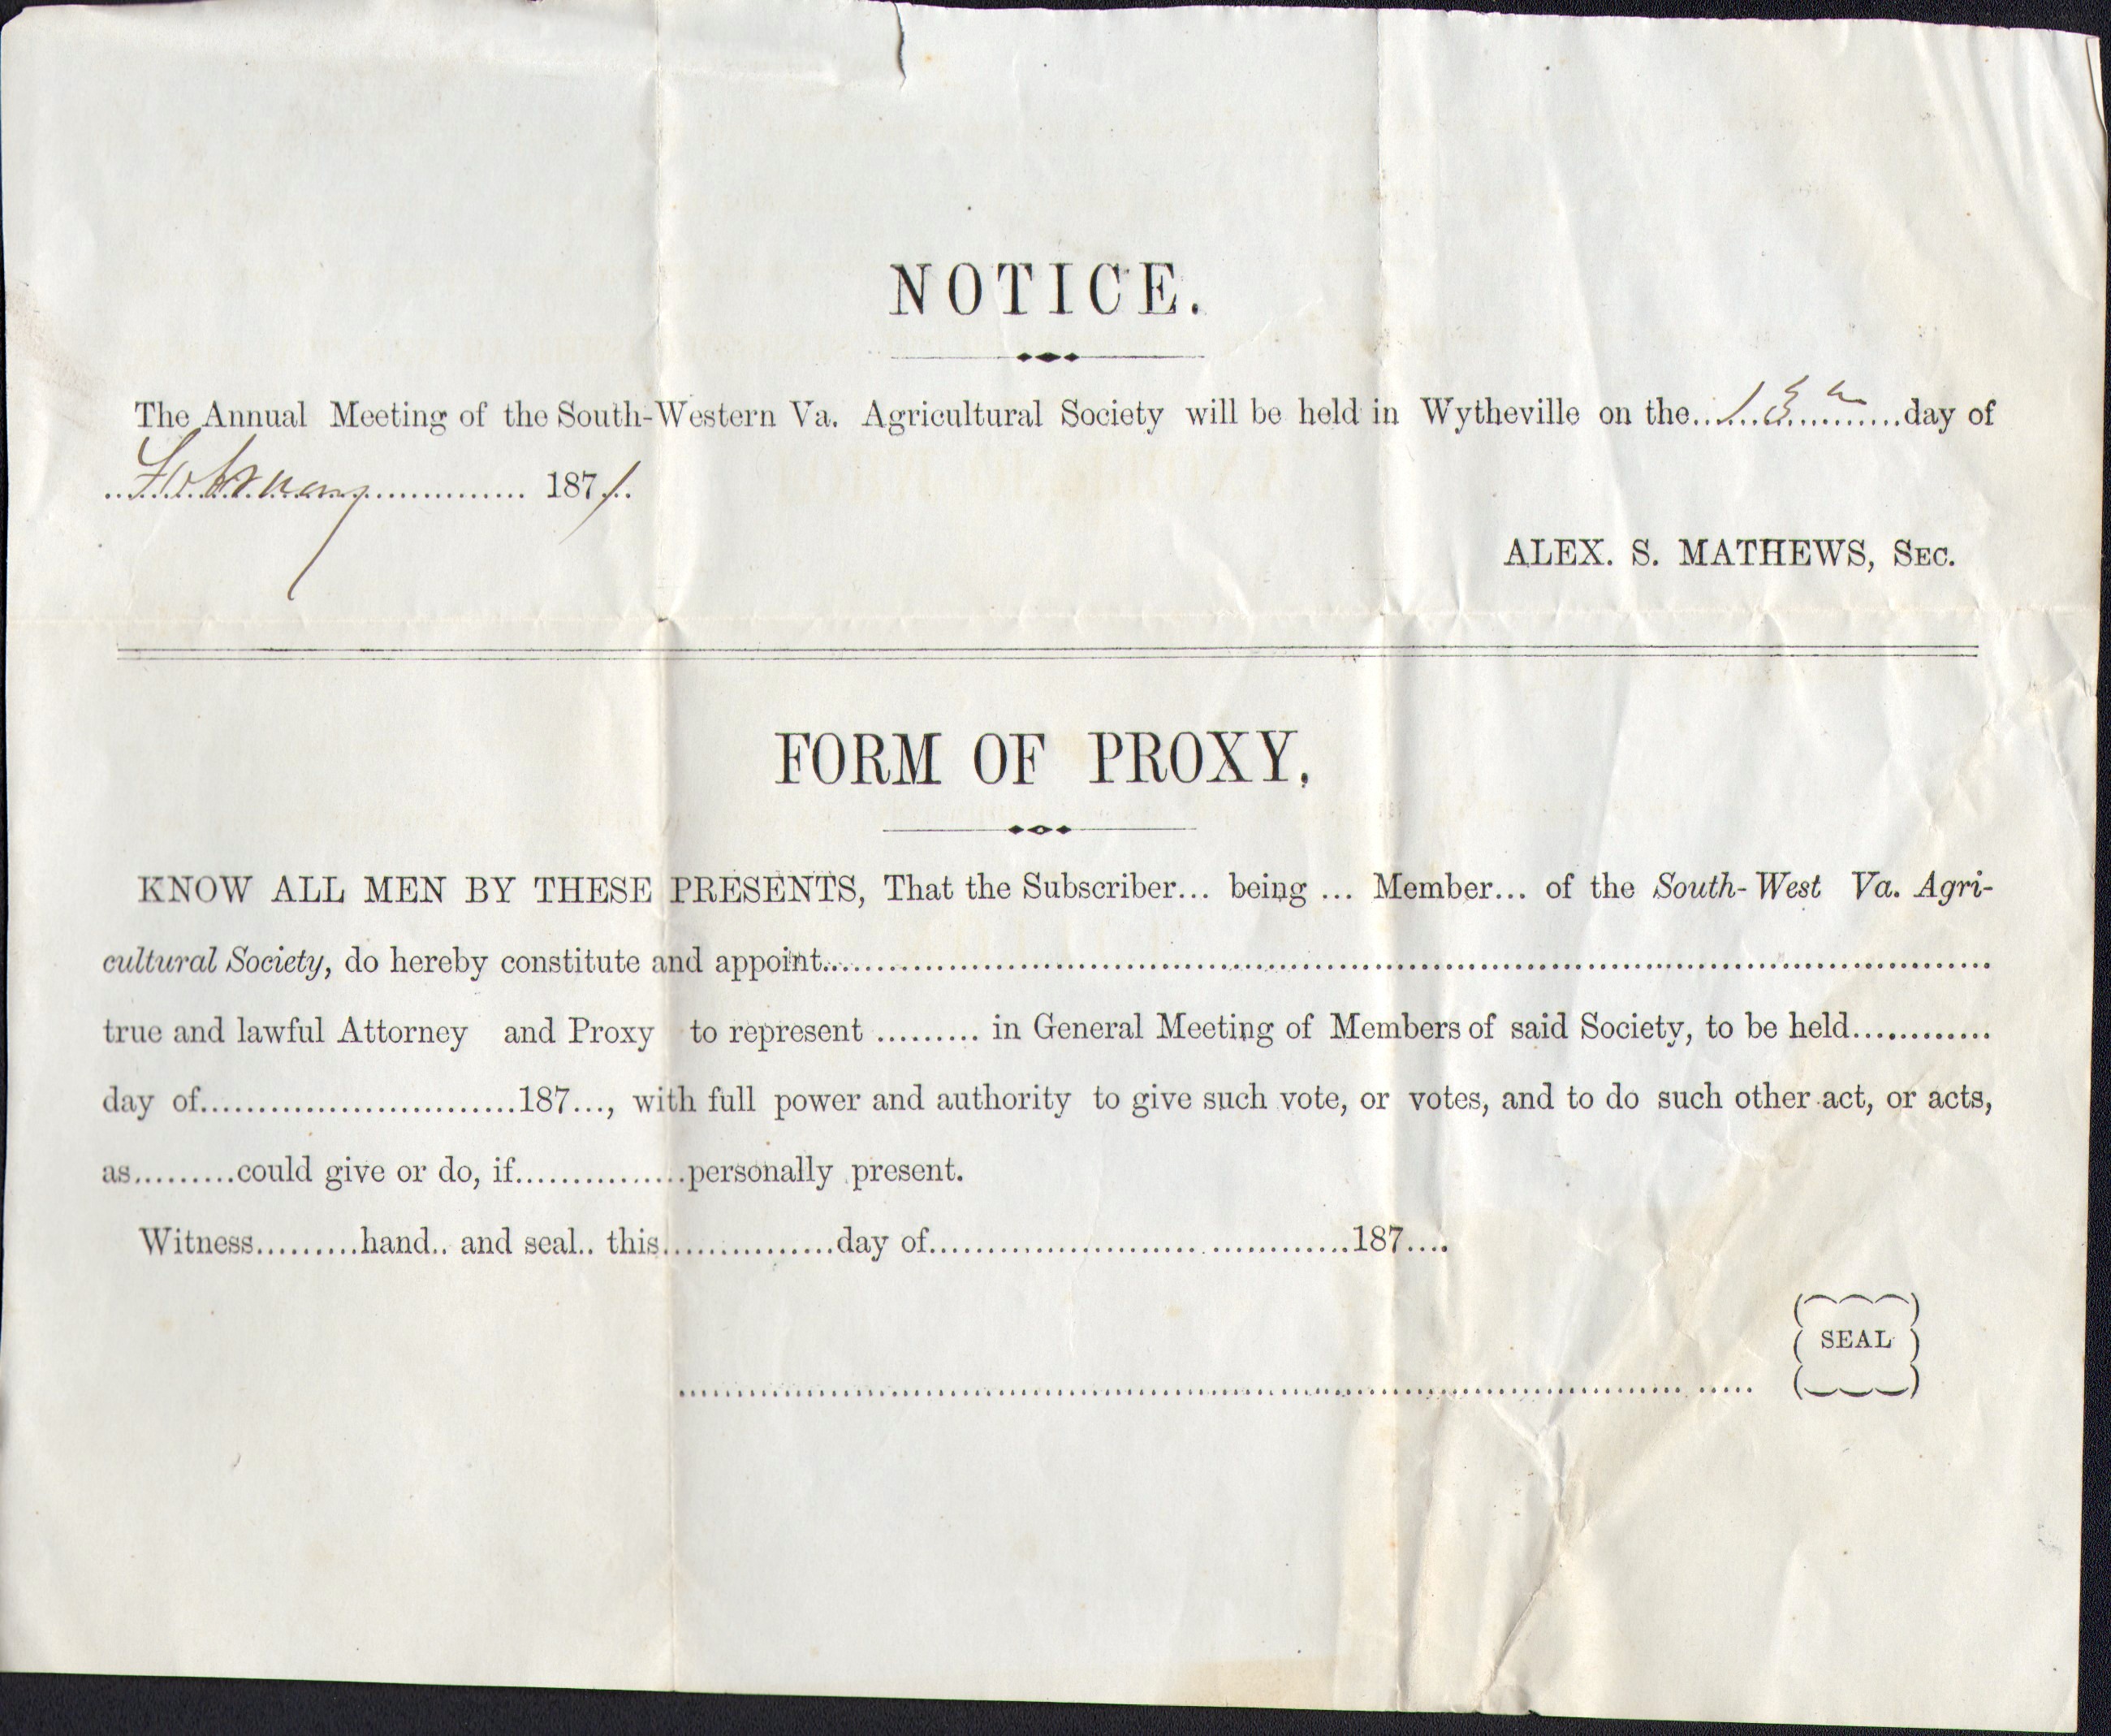 NOTICE.
The Annual Meeting of the South-Western Va. Agricultural Society will be held in Wytheville on the...13th...........day of
..February............... 1871.
ALEX. S. MATHEWS, SEC.
FORM OF PROXY.
KNOW ALL MEN BY THESE PRESENTS, That the Subscriber... being ... Member... of the South-West Va. Agri-
cultural Society, do hereby constitute and appoint....................................................................................................
true and lawful Attorney and Proxy to represent ......... in General Meeting of Members of said Society, to be held............
day of...........................187..., with full power and authority to give such vote, or votes, and to do such other act, or acts,
as.........could give or do, if...............personally present.
Witness.........hand.. and seal.. this...............day of....................................187....
SEAL